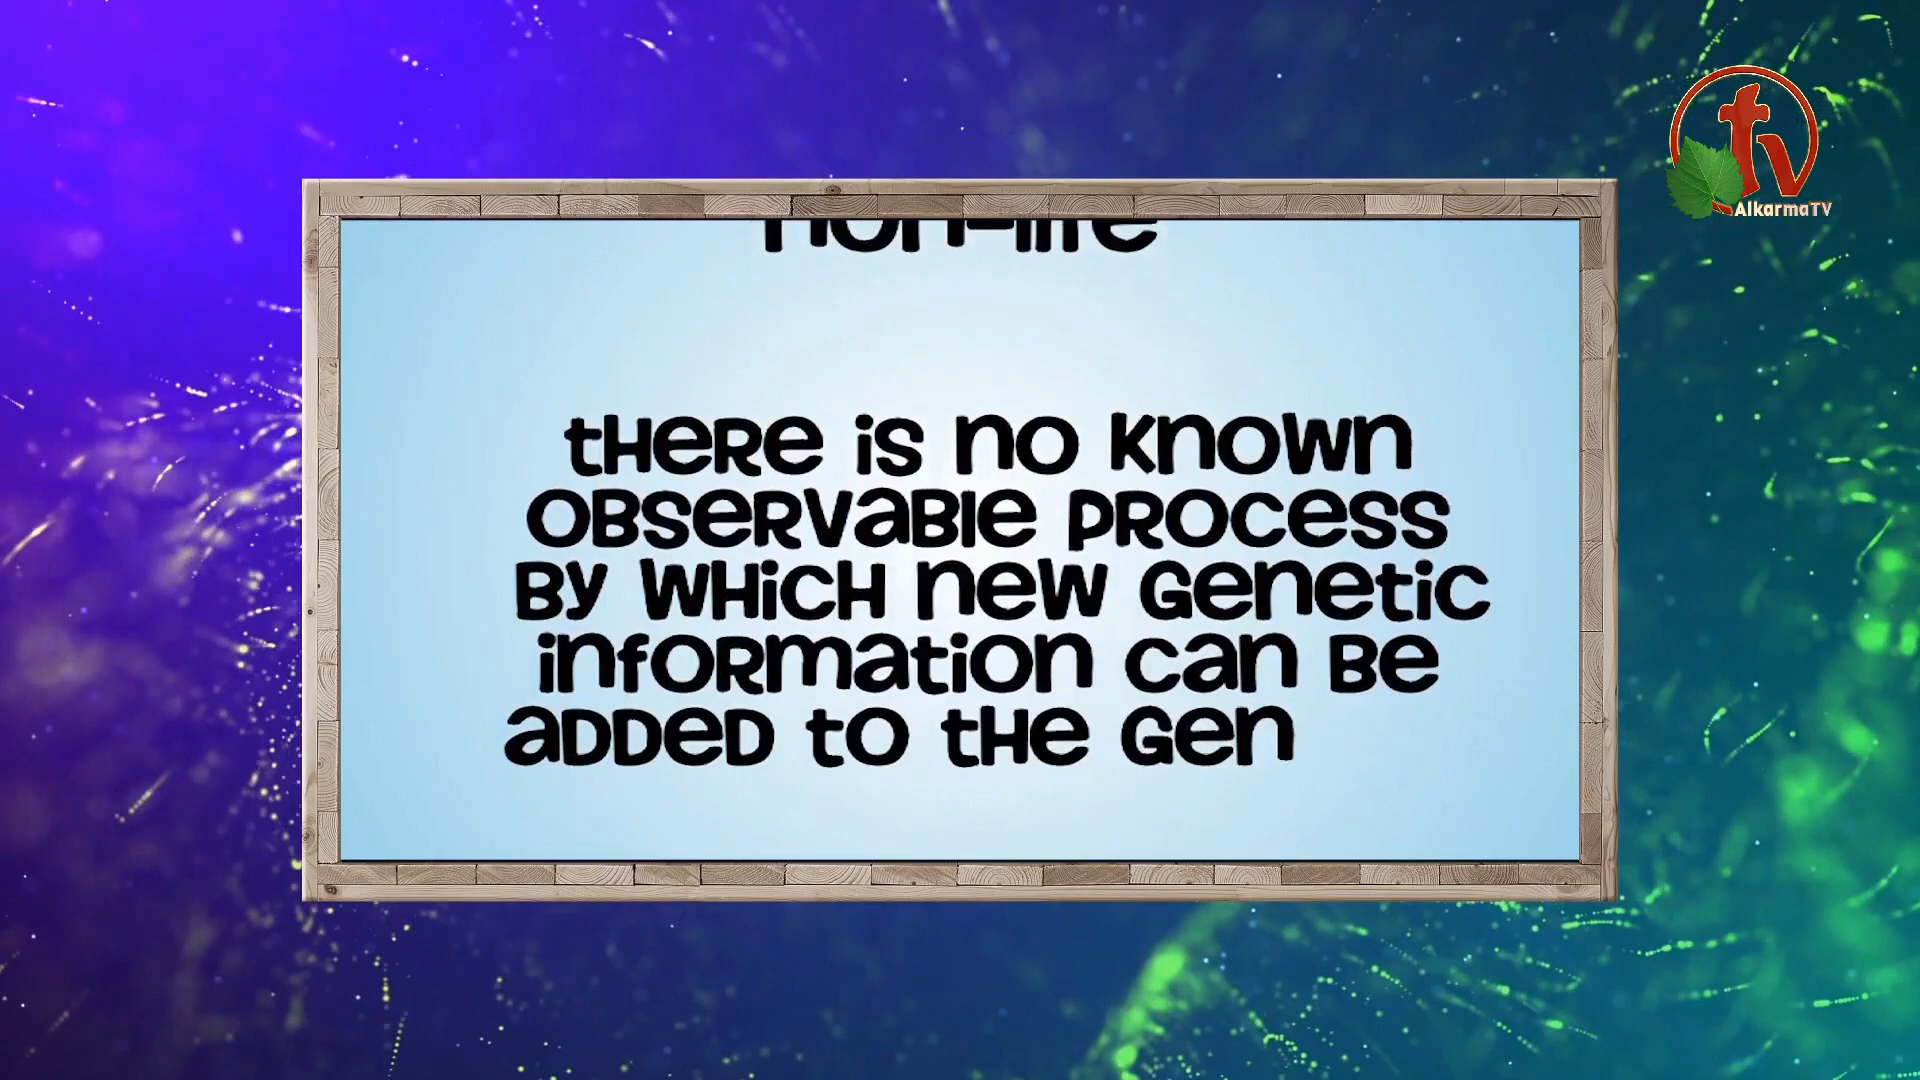 tv
AlkarmaTV
non-life
there is no known
observable process
by which new genetic
information can be
added to the gen